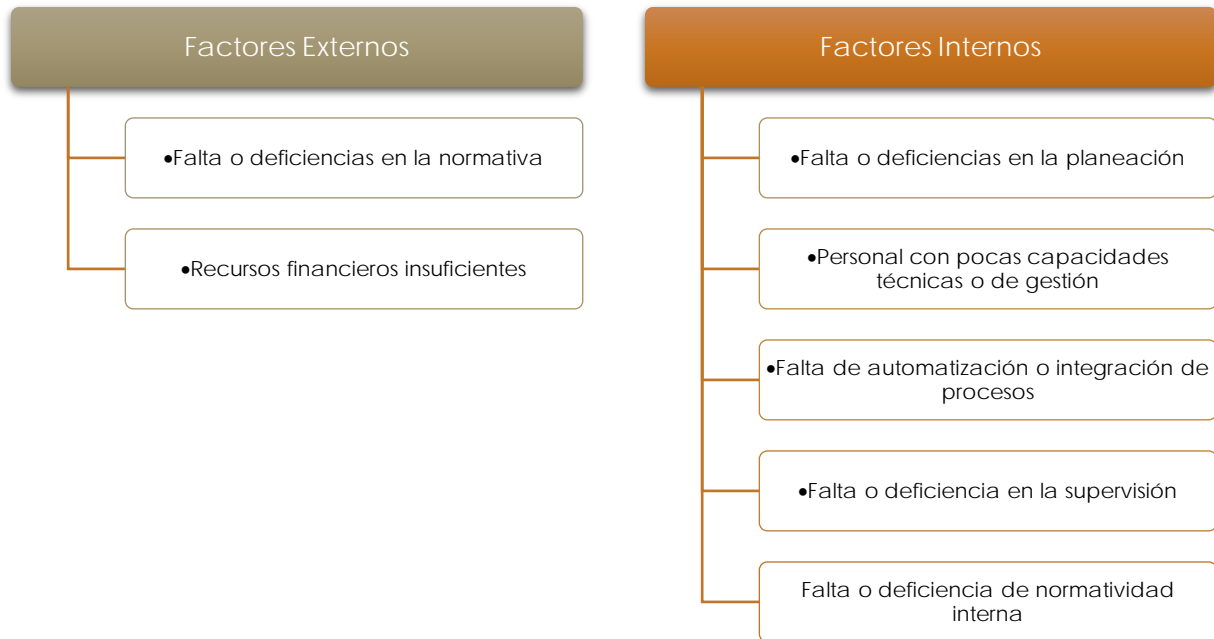 Factores Externos
•Falta o deficiencias en la normativa
•Recursos financieros insuficientes
Factores Internos
•Falta o deficiencias en la planeación
•Personal con pocas capacidades
técnicas o de gestión
•Falta de automatización o integración de
procesos
•Falta o deficiencia en la supervisión
Falta o deficiencia de normatividad
interna